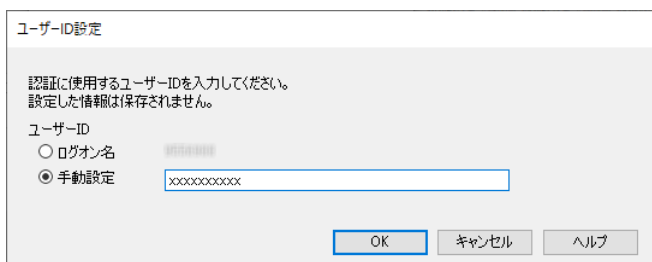 ユーザーID設定
認証に使用するユーザーIDを入力してください。
設定した情報は保存されません。
ユーザーID
ログオン名
手動設定 xxxxxxxxxx
OK キャンセル ヘルプ